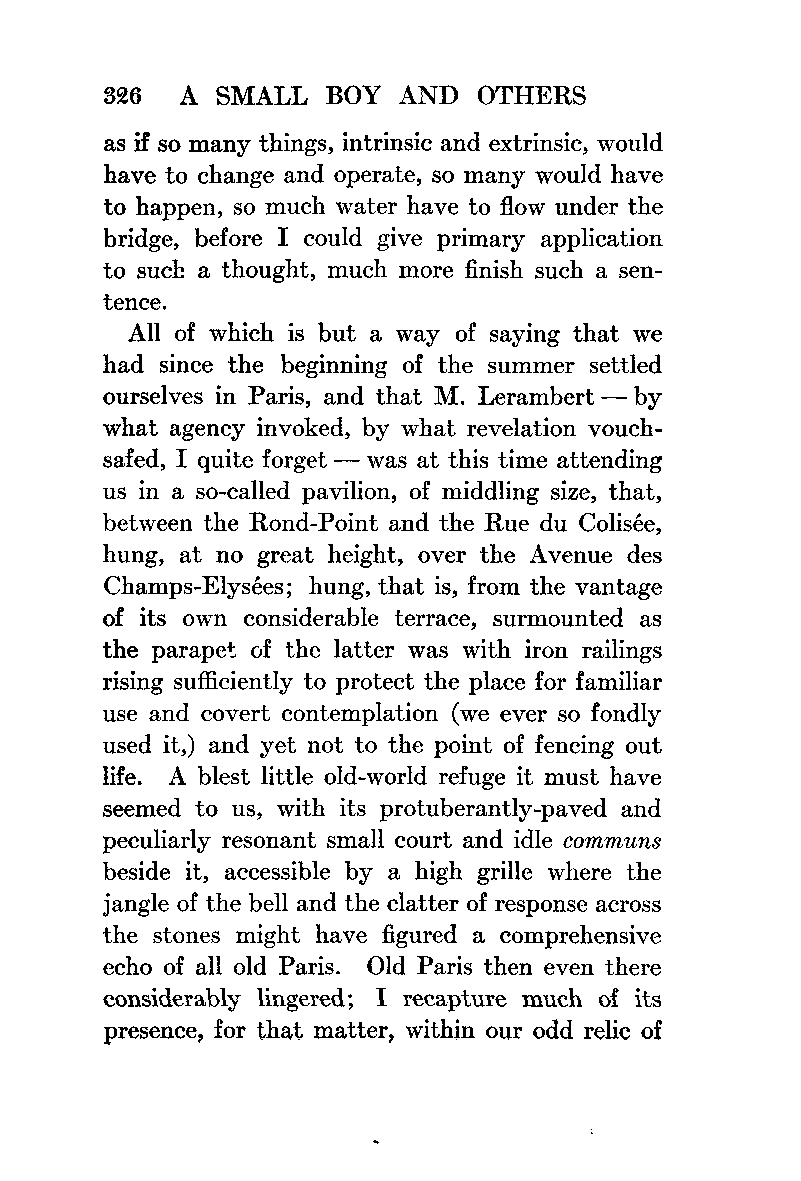 326 A SMALL BOY AND OTHERS
as if so many things, intrinsic and extrinsic, would
have to change and operate, so many would have
to happen, so much water have to flow under the
bridge, before I could give primary application
to such a thought, much more finish such a sen-
tence.
All of which is but a way of saying that we
had since the beginning of the summer settled
ourselves in Paris, and that M. Lerambert — by
what agency invoked, by what revelation vouch-
safed, I quite forget — was at this time attending
us in a so-called pavilion, of middling size, that,
between the Rond-Point and the Rue du Colisée,
hung, at no great height, over the Avenue des
Champs-Elysées; hung, that is, from the vantage
of its own considerable terrace, surmounted as
the parapet of the latter was with iron railings
rising sufficiently to protect the place for familiar
use and covert contemplation (we ever so fondly
used it,) and yet not to the point of fencing out
life. A blest little old-world refuge it must have
seemed to us, with its protuberantly-paved and
peculiarly resonant small court and idle communs
beside it, accessible by a high grille where the
jangle of the bell and the clatter of response across
the stones might have figured a comprehensive
echo of all old Paris. Old Paris then even there
considerably lingered; I recapture much of its
presence, for that matter, within our odd relic of